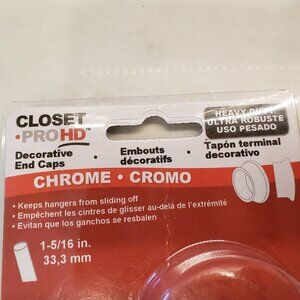 CLOSET
•PROHD™
HEAVY DUTY
ULTRA ROBUSTE
USO PESADO
Decorative
End Caps
• Embouts
décoratifs
• Tapón terminal
decorativo
CHROME • CROMO
• Keeps hangers from sliding off
• Empêchent les cintres de glisser au-delà de l'extrémité
• Evitan que los ganchos se resbalen
1-5/16 in.
33,3 mm